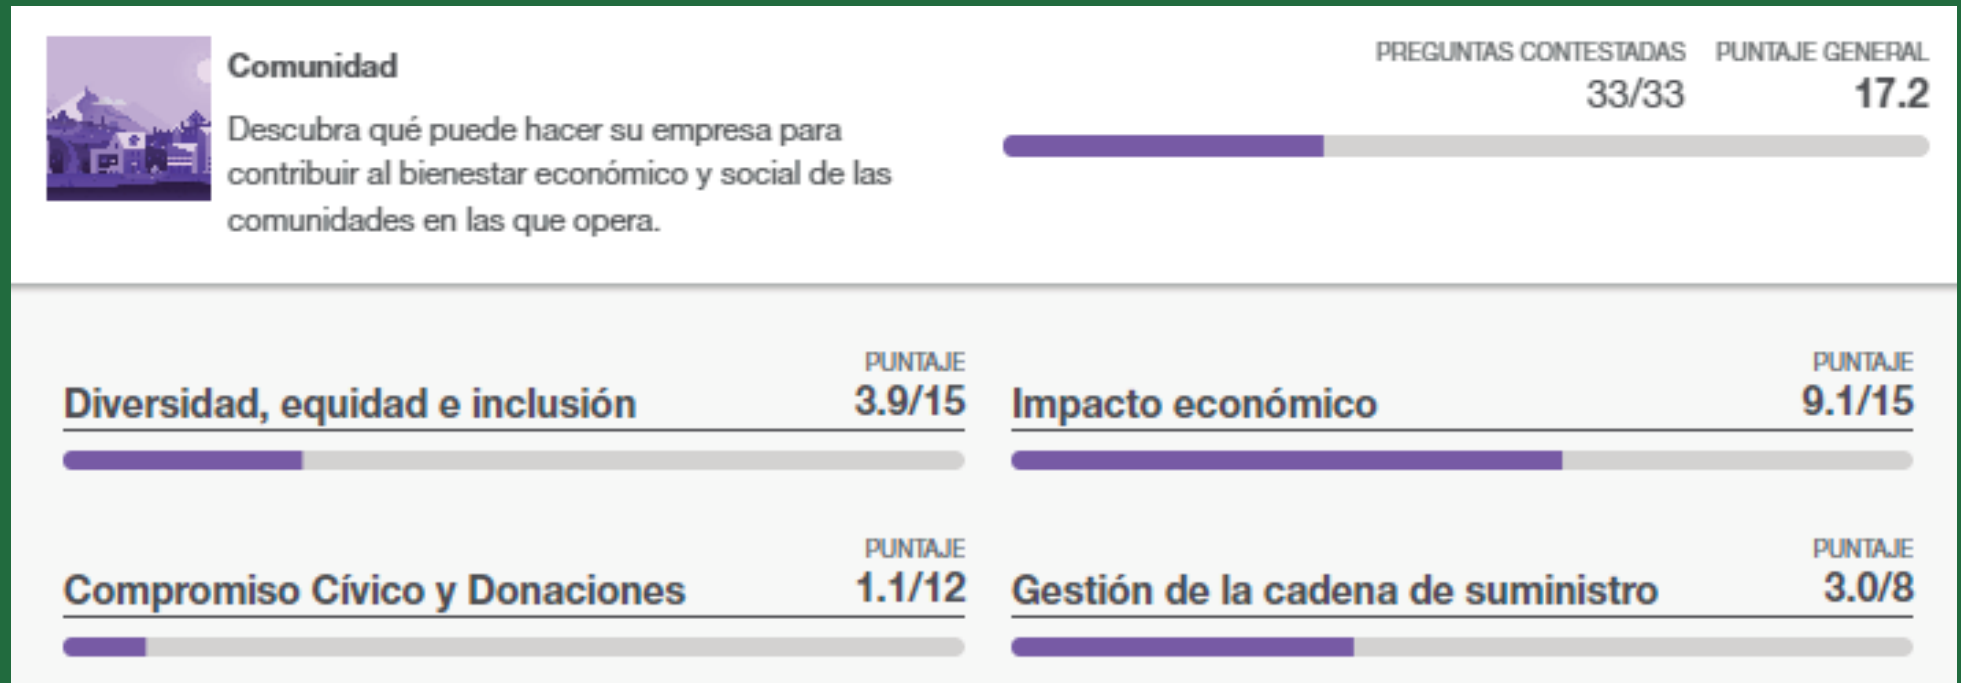 Comunidad
Descubra qué puede hacer su empresa para
contribuir al bienestar económico y social de las
comunidades en las que opera.
PREGUNTAS CONTESTADAS
33/33
PUNTAJE GENERAL
17.2
Diversidad, equidad e inclusión
PUNTAJE
3.9/15
Impacto económico
PUNTAJE
9.1/15
Compromiso Cívico y Donaciones
PUNTAJE
1.1/12
Gestión de la cadena de suministro
PUNTAJE
3.0/8